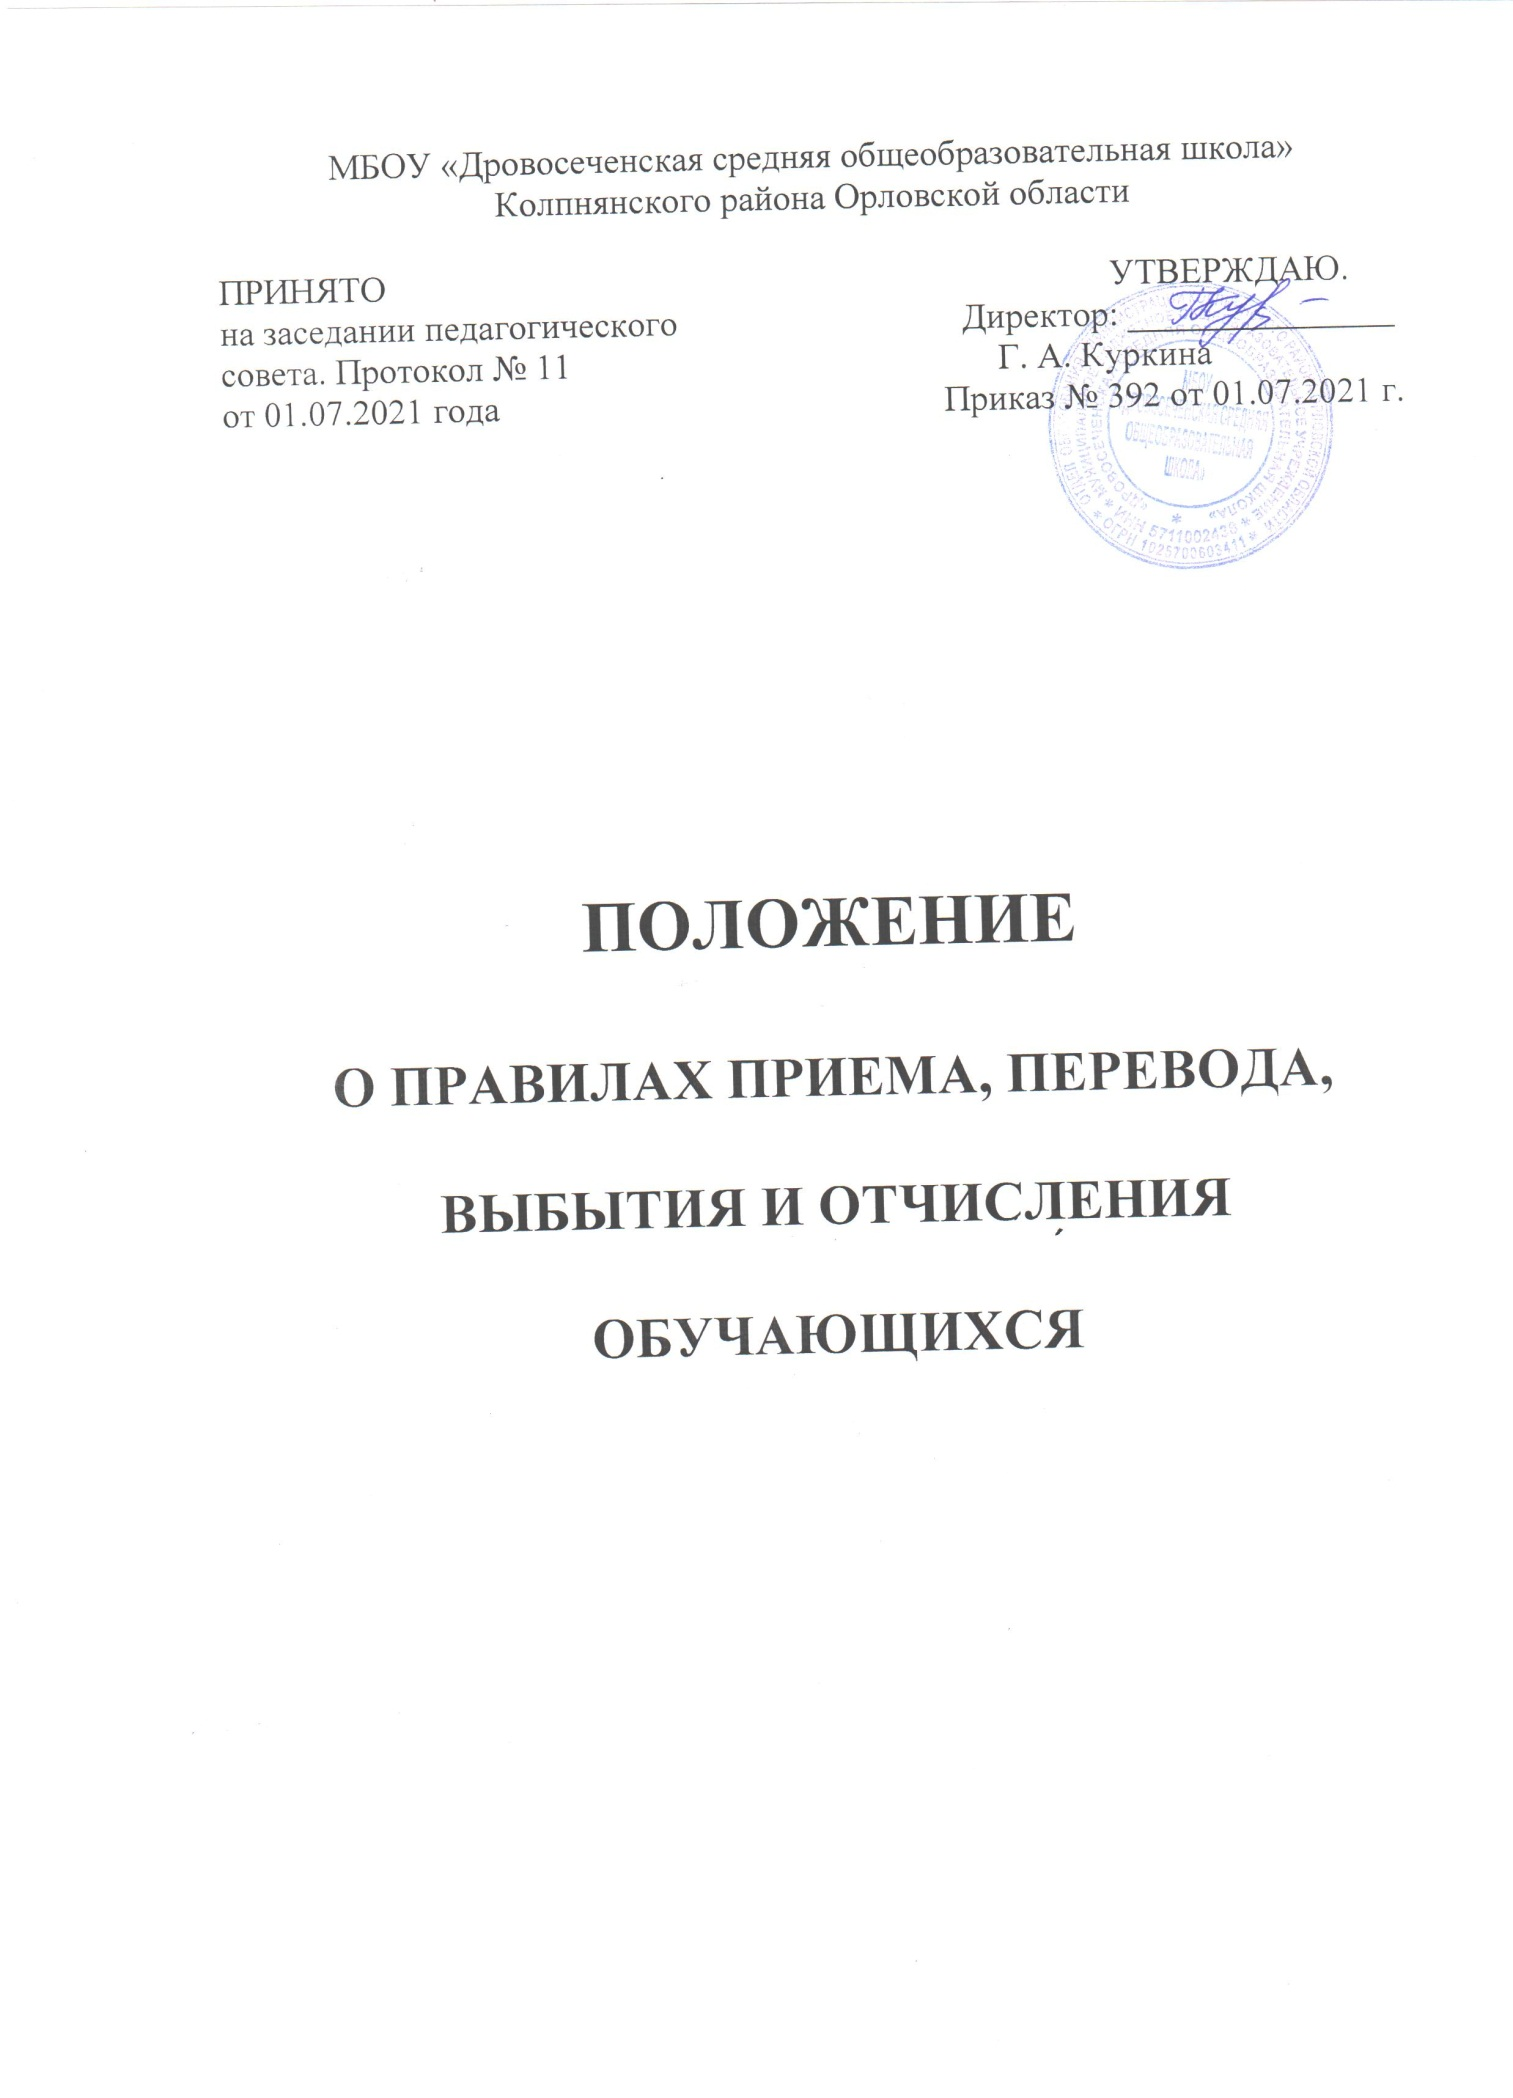 МБОУ «Дровосеченская средняя общеобразовательная школа»
Колпнянского района Орловской области
ПРИНЯТО
на заседании педагогического
совета. Протокол № 11
от 01.07.2021 года
УТВЕРЖДАЮ.
Директор:
Г. А. Куркина
Приказ № 392 от 01.07.2021 г.
ОБЩЕОБРАЗОВАТЕЛЬНАЯ
ШКОЛА»
ПОЛОЖЕНИЕ
О ПРАВИЛАХ ПРИЕМА, ПЕРЕВОДА,
ВЫБЫТИЯ И ОТЧИСЛЕНИЯ
ОБУЧАЮЩИХСЯ